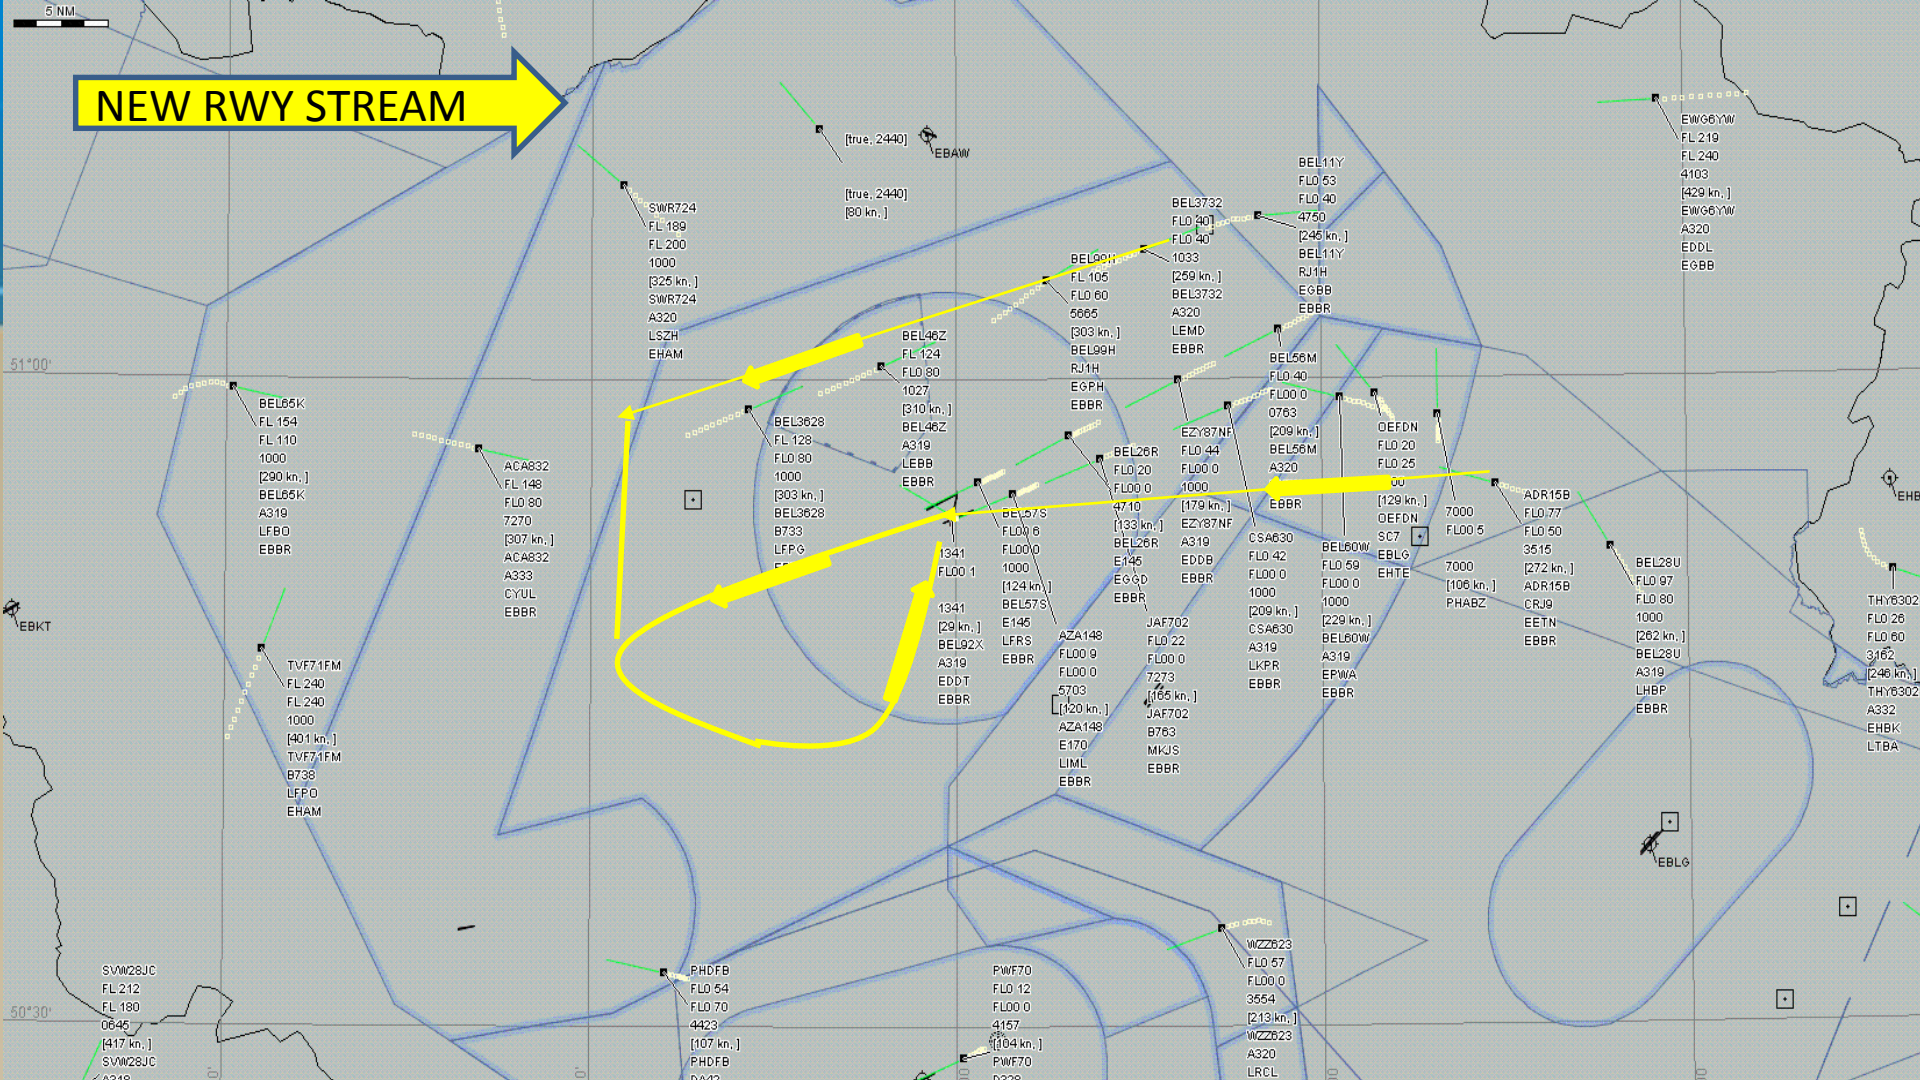 5 NM
NEW RWY STREAM
[true, 2440]
[true, 2440]
[80 kn, ]
EBAW
EWG6YW
FL 219
FL 240
4103
[429 kn, ]
EWG6YW
A320
EDDL
EGBB
SWR724
FL 189
FL 200
1000
[325 kn, ]
SWR724
A320
LSZH
EHAM
BEL11Y
FL0 53
FL0 40
4750
[245 kn, ]
BEL11Y
RJ1H
EGBB
EBBR
BEL3732
FL0 40
FL0 40
1033
[259 kn, ]
BEL3732
A320
LEMD
EBBR
BEL99H
FL 105
FL0 60
5665
[303 kn, ]
BEL99H
RJ1H
EGPH
EBBR
BEL46Z
FL 124
FL0 80
1027
[310 kn, ]
BEL46Z
A319
LEBB
EBBR
51°00'
BEL65K
FL 154
FL 110
1000
[290 kn, ]
BEL65K
A319
LFBO
EBBR
ACA832
FL 148
FL0 80
7270
[307 kn, ]
ACA832
A333
CYUL
EBBR
BEL3628
FL 128
FL0 80
1000
[303 kn, ]
BEL3628
B733
LFPG
BEL56M
FL0 40
FL00 0
0763
[209 kn, ]
BEL56M
A320
EBBR
OEFDN
FL0 20
FL0 25
[129 kn, ]
OEFDN
SC7
EBLG
EHTE
EZY87NF
FL0 44
FL00 0
1000
[179 kn, ]
EZY87NF
A319
EDDB
EBBR
BEL26R
FL0 20
FL00 0
4710
[133 kn, ]
BEL26R
E145
EGGD
EBBR
BEL57S
FL00 6
FL00 0
1000
[124 kn, ]
BEL57S
E145
LFRS
EBBR
1341
FL00 1
1341
[29 kn, ]
BEL92X
A319
EDDT
EBBR
CSA630
FL0 42
FL00 0
1000
[209 kn, ]
CSA630
A319
LKPR
EBBR
BEL60W
FL0 59
FL00 0
1000
[229 kn, ]
BEL60W
A319
EPWA
EBBR
7000
FL00 5
7000
[106 kn, ]
PHABZ
ADR15B
FL0 77
FL0 50
3515
[272 kn, ]
ADR15B
CRJ9
EETN
EBBR
BEL28U
FL0 97
FL0 80
1000
[262 kn, ]
BEL28U
A319
LHBP
EBBR
EHB
THY6302
FL0 26
FL0 60
3162
[246 kn, ]
THY6302
A332
EHBK
LTBA
EBKT
TVF71FM
FL 240
FL 240
1000
[401 kn, ]
TVF71FM
B738
LFPO
EHAM
AZA148
FL00 9
FL00 0
5703
[120 kn, ]
AZA148
E170
LIML
EBBR
JAF702
FL0 22
FL00 0
7273
[165 kn, ]
JAF702
B763
MKJS
EBBR
EBLG
WZZ623
FL0 57
FL00 0
3554
[213 kn, ]
WZZ623
A320
LRCL
SVW28JC
FL 212
FL 180
0645
[417 kn, ]
SVW28JC
A318
50°30'
PHDFB
FL0 54
FL0 70
4423
[107 kn, ]
PHDFB
DA42
PWF70
FL0 12
FL00 0
4157
[104 kn, ]
PWF70
D328